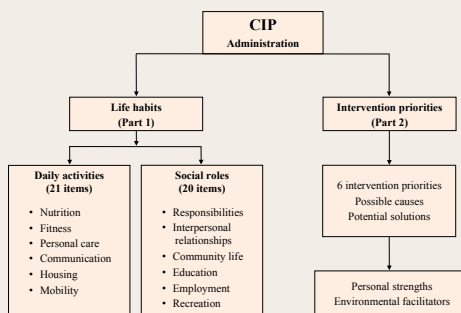 CIP
Administration
Life habits
(Part 1)
Intervention priorities
(Part 2)
Daily activities
(21 items)
• Nutrition
• Fitness
• Personal care
• Communication
• Housing
• Mobility
Social roles
(20 items)
• Responsibilities
• Interpersonal
relationships
• Community life
• Education
• Employment
• Recreation
6 intervention priorities
Possible causes
Potential solutions
Personal strengths
Environmental facilitators